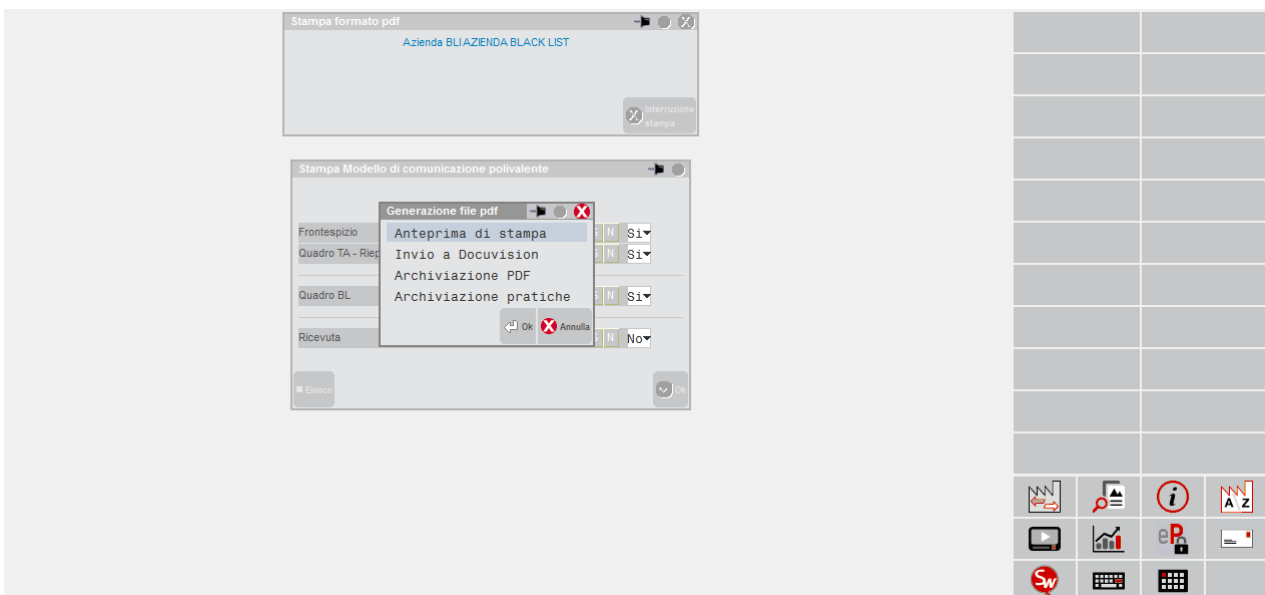 Stampa formato pdf
Azienda BLI AZIENDA BLACK LIST
Interruzione
stampa
Stampa Modello di comunicazione polivalente
Generazione file pdf
Frontespizio
Anteprima di stampa
N Si
Quadro TA - Riep
Invio a Docuvision
N Si
Archiviazione PDF
Quadro BL
Archiviazione pratiche
S N Si
Ok
Annulla
Ricevuta
S N No
Elenco
Ok
i
A Z
eP
Sw